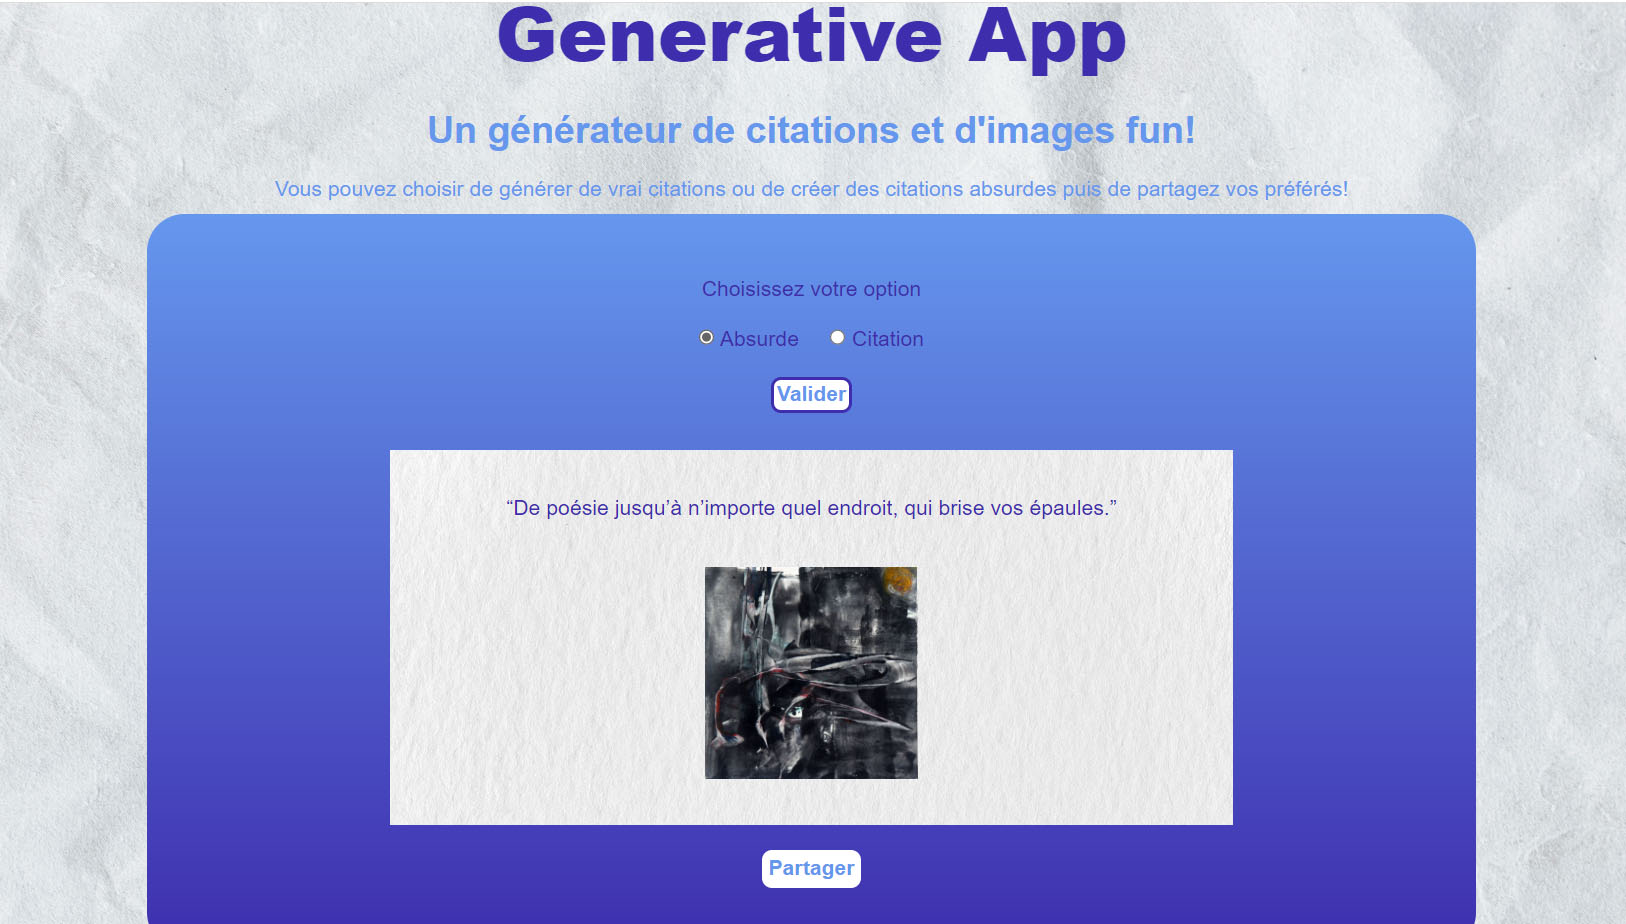 Generative App
Un générateur de citations et d'images fun!
Vous pouvez choisir de générer de vrai citations ou de créer des citations absurdes puis de partagez vos préférés!
Choisissez votre option
Absurde Citation
Valider
“De poésie jusqu’à n’importe quel endroit, qui brise vos épaules.”
Partager